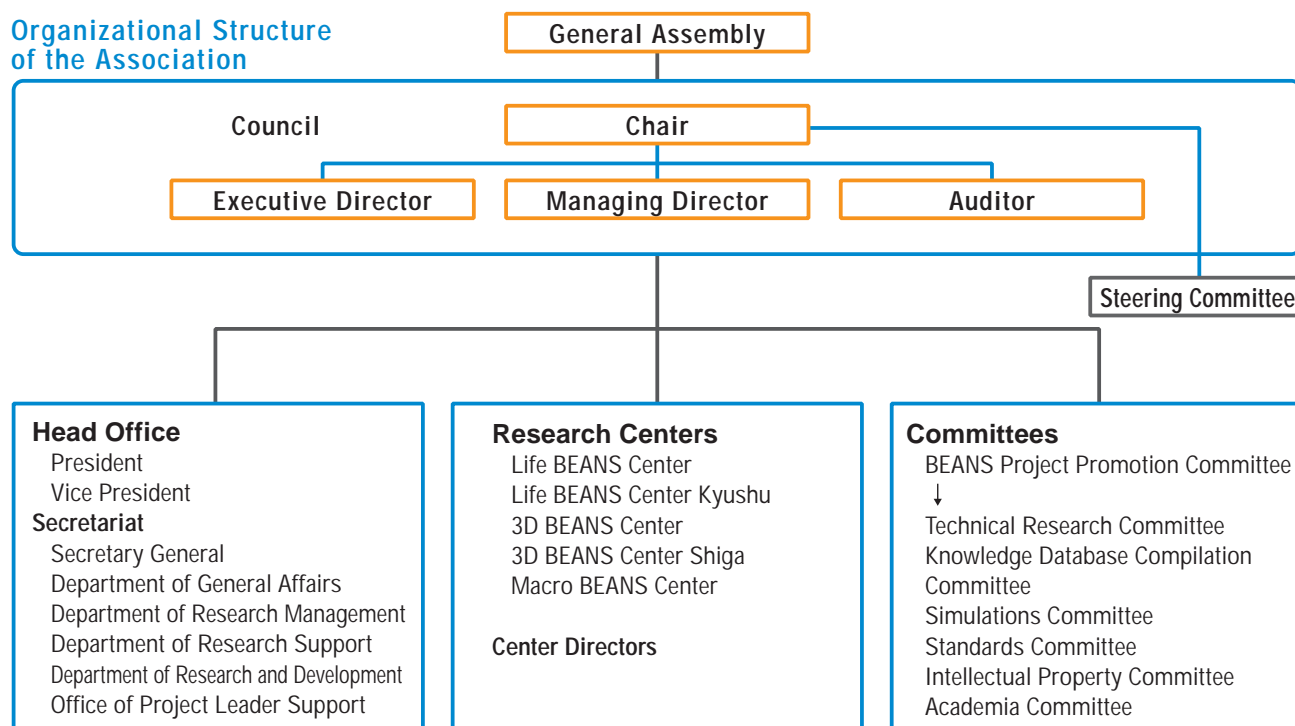 Organizational Structure
of the Association
General Assembly
Council
Chair
Executive Director
Managing Director
Auditor
Steering Committee
Head Office
President
Vice President
Secretariat
Secretary General
Department of General Affairs
Department of Research Management
Department of Research Support
Department of Research and Development
Office of Project Leader Support
Research Centers
Life BEANS Center
Life BEANS Center Kyushu
3D BEANS Center
3D BEANS Center Shiga
Macro BEANS Center
Center Directors
Committees
BEANS Project Promotion Committee
↓
Technical Research Committee
Knowledge Database Compilation
Committee
Simulations Committee
Standards Committee
Intellectual Property Committee
Academia Committee